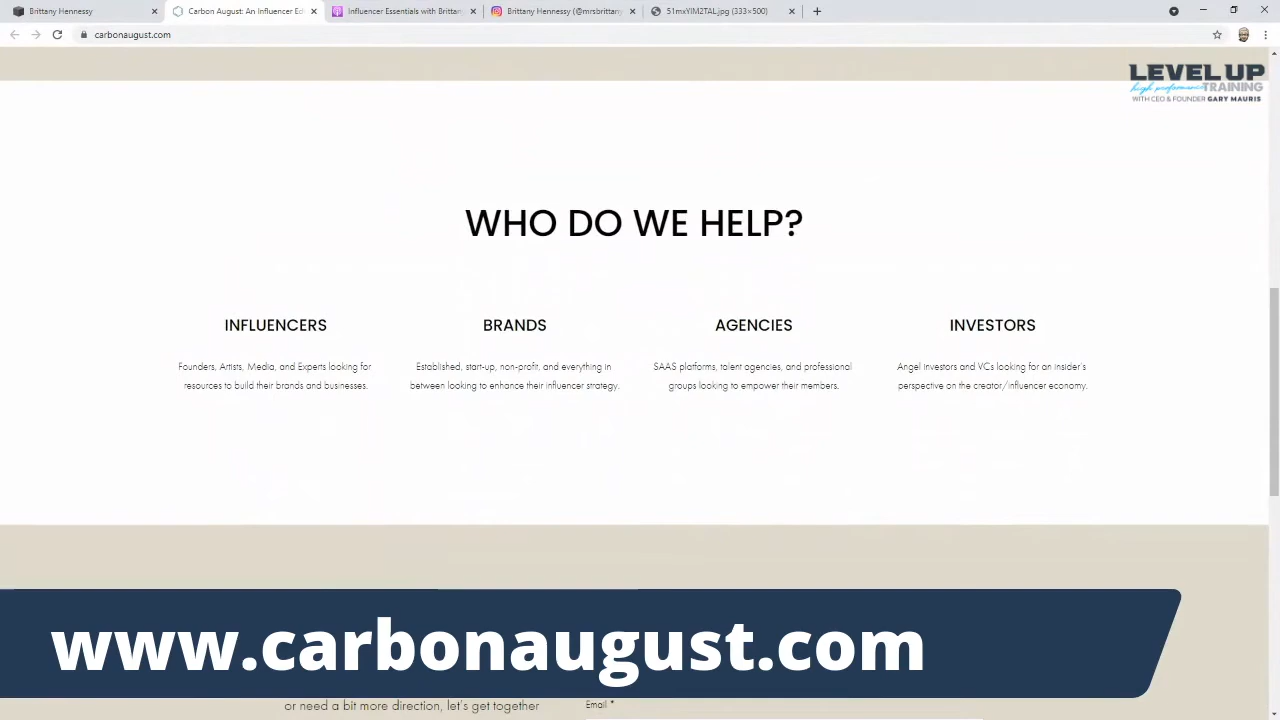 Brittany Hennessy
Carbon August: An Influencer Ed
Influencer Essentials with Brittan
Brittany Hennessy (@mrsbrittany
51mxYIM2TAL.jpg (333×500)
carbonaugust.com
LEVEL UP
high performance TRAINING
WITH CEO & FOUNDER GARY MAURIS
WHO DO WE HELP?
INFLUENCERS
Founders, Artists, Media, and Experts looking for
resources to build their brands and businesses.
BRANDS
Established, start-up, non-profit, and everything in
between looking to enhance their influencer strategy.
AGENCIES
SAAS platforms, talent agencies, and professional
groups looking to empower their members.
INVESTORS
Angel Investors and VCs looking for an insider's
perspective on the creator/influencer economy.
www.carbonaugust.com
or need a bit more direction, let's get together
Email *